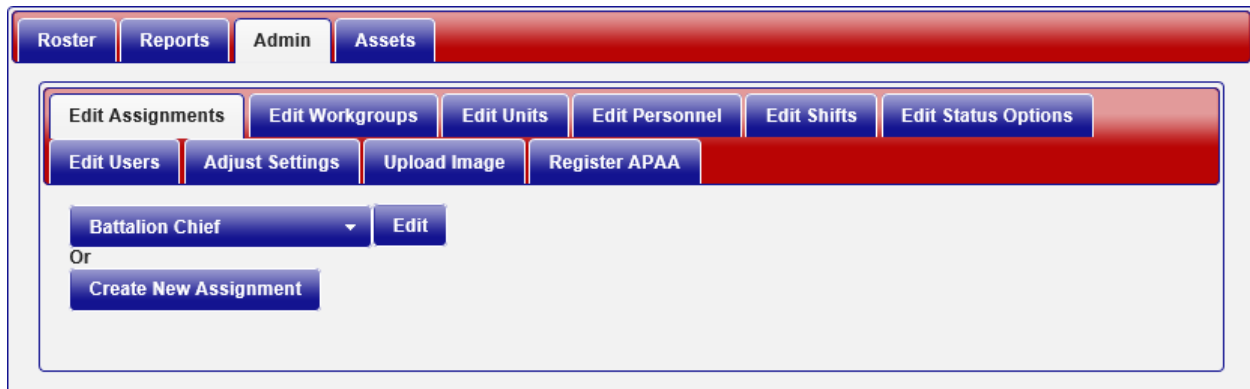 Roster Reports Admin Assets
Edit Assignments Edit Workgroups Edit Units Edit Personnel Edit Shifts Edit Status Options
Edit Users Adjust Settings Upload Image Register APAA
Battalion Chief Edit
Or
Create New Assignment